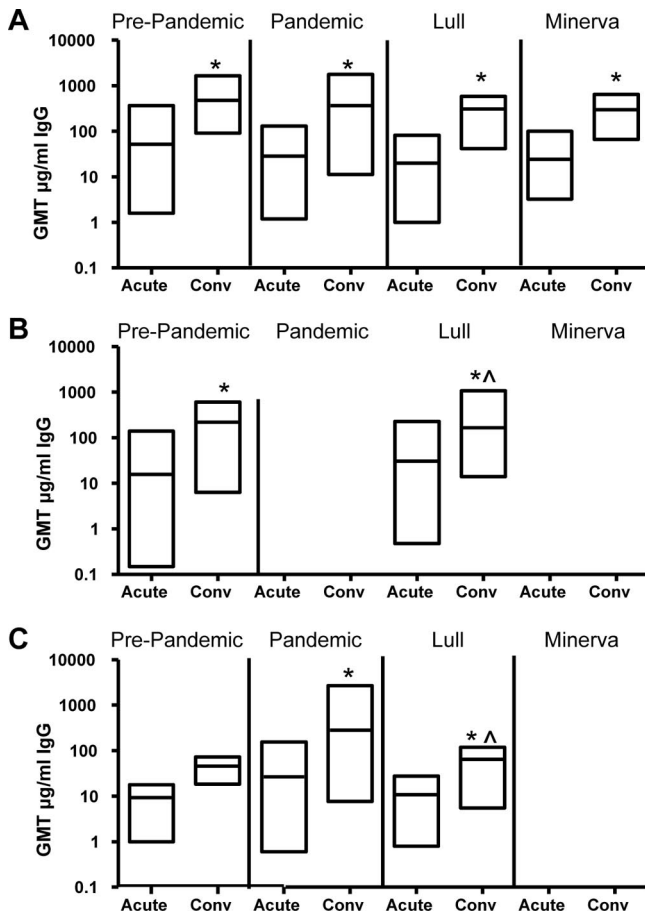 A
Pre-Pandemic Pandemic Lull Minerva
10000
1000
100
10
1
0.1
GMT µg/ml IgG
* * * *
Acute Conv Acute Conv Acute Conv Acute Conv
B
Pre-Pandemic Pandemic Lull Minerva
10000
1000
100
10
1
0.1
GMT µg/ml IgG
* *^
Acute Conv Acute Conv Acute Conv Acute Conv
C
Pre-Pandemic Pandemic Lull Minerva
10000
1000
100
10
1
0.1
GMT µg/ml IgG
* * ^
Acute Conv Acute Conv Acute Conv Acute Conv